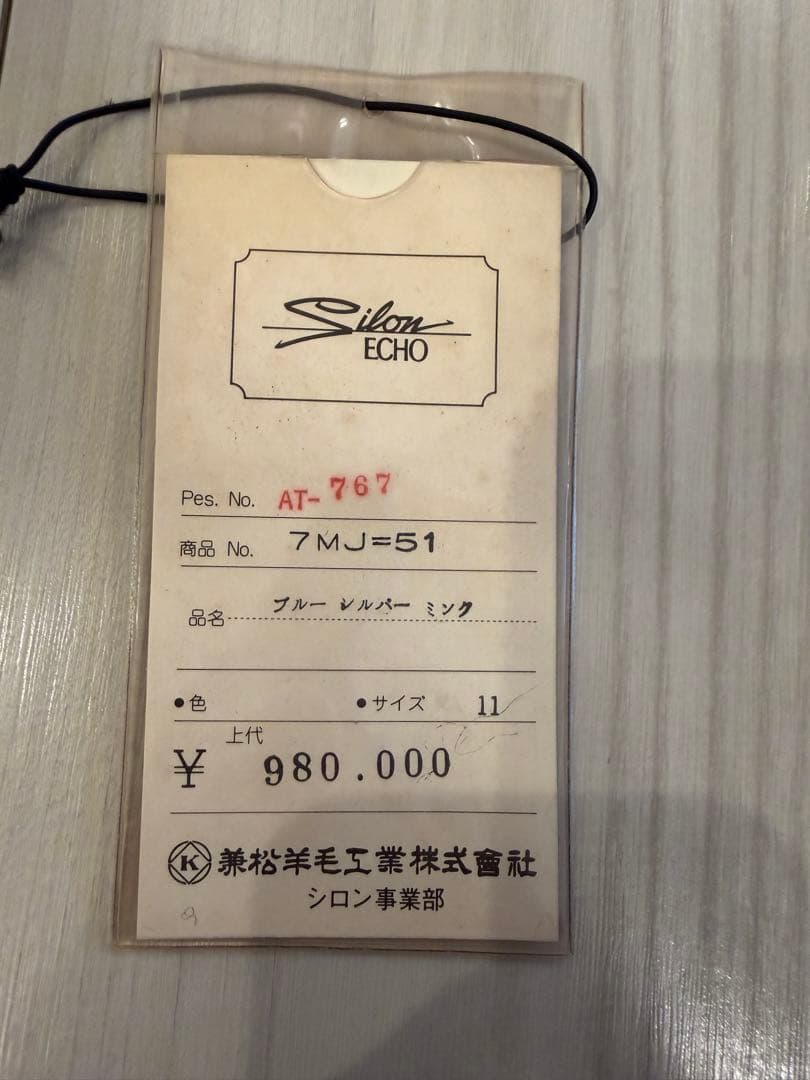 Silon
ECHO
Pes. No. AT-767
商品 No. 7MJ=51
品名 ブルー シルバー ミンク
●色 ●サイズ 11
上代
¥ 980.000
K 兼松羊毛工業株式會社
シロン事業部